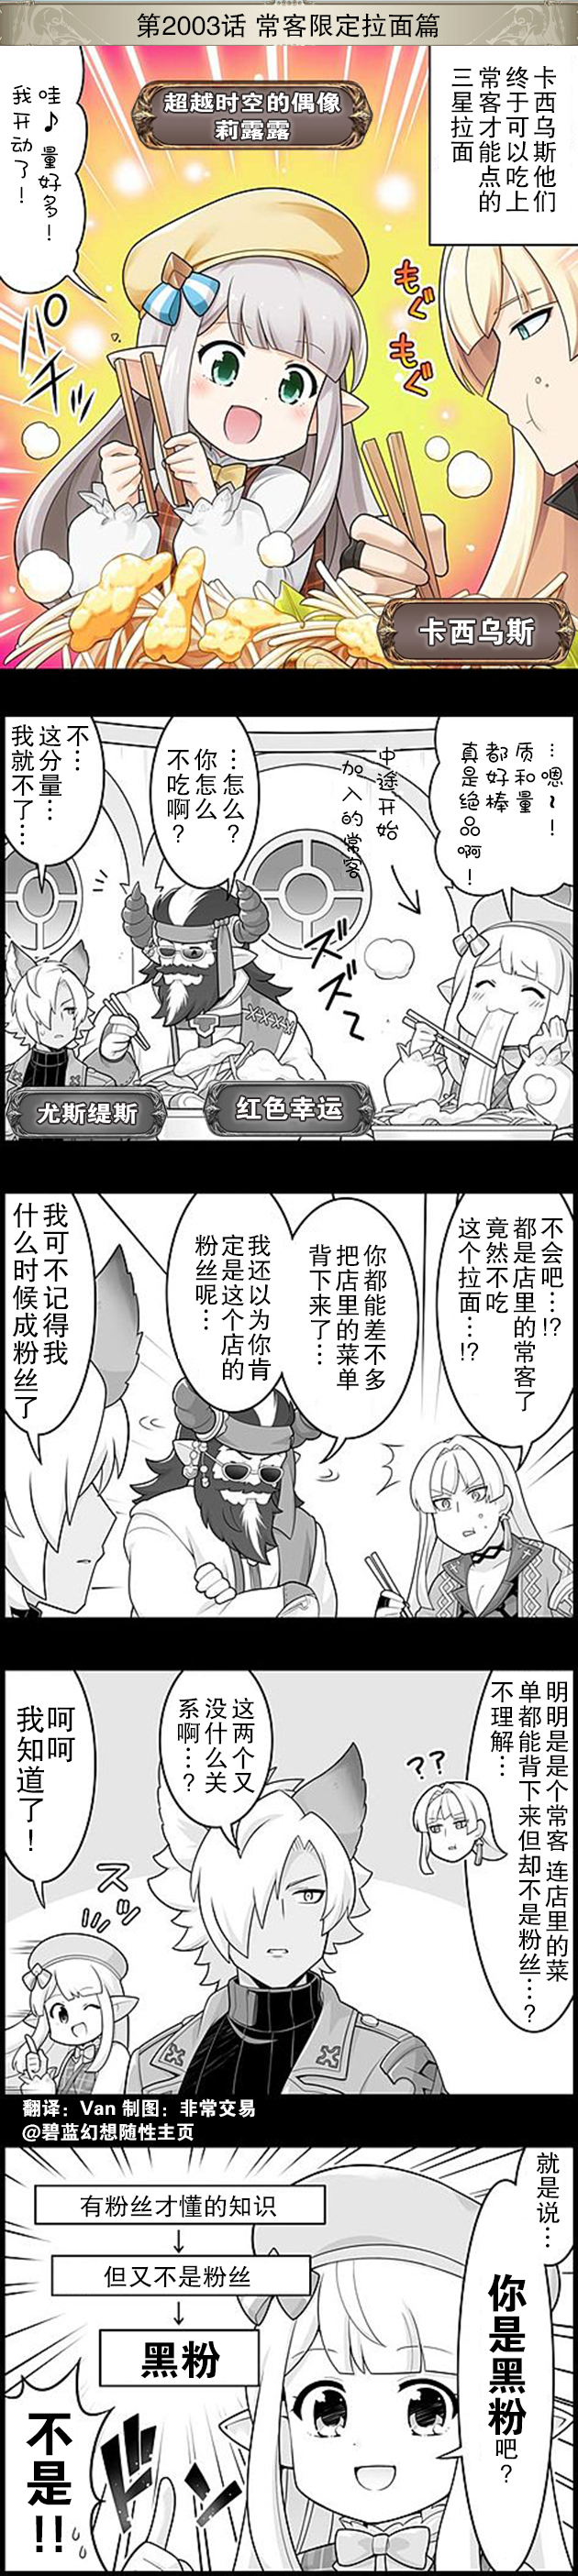 第2003话 常客限定拉面篇
卡西乌斯他们
终于可以吃上
常客才能点的
三星拉面
超越时空的偶像
莉露露
哇♪量好多！
我开动了！
パチッ
もぐ
もぐ
卡西乌斯
…嗯~！
质和量
都好棒
真是绝品啊！
中途开始
加入的常客
…怎么？
你怎么
不吃啊？
不…
这分量…
我就不了…
ズズズ~
红色幸运
尤斯缇斯
不会吧…!?
都是店里的常客了
竟然不吃
这个拉面…!?
你都能差不多
把店里的菜单
背下来了…
我还以为你肯
定是这个店的
粉丝呢…
我可不记得我
什么时候成粉丝了
明明是是个常客 连店里的菜
单都能背下来但却不是粉丝…?
不理解…
??
这两个又
没什么关
系啊…?
呵呵
我知道了！
スッ
翻译：Van 制图：非常交易
@碧蓝幻想随性主页
就是说…
你是黑粉吧？
有粉丝才懂的知识
↓
但又不是粉丝
↓
黑粉
ドン
不是!!